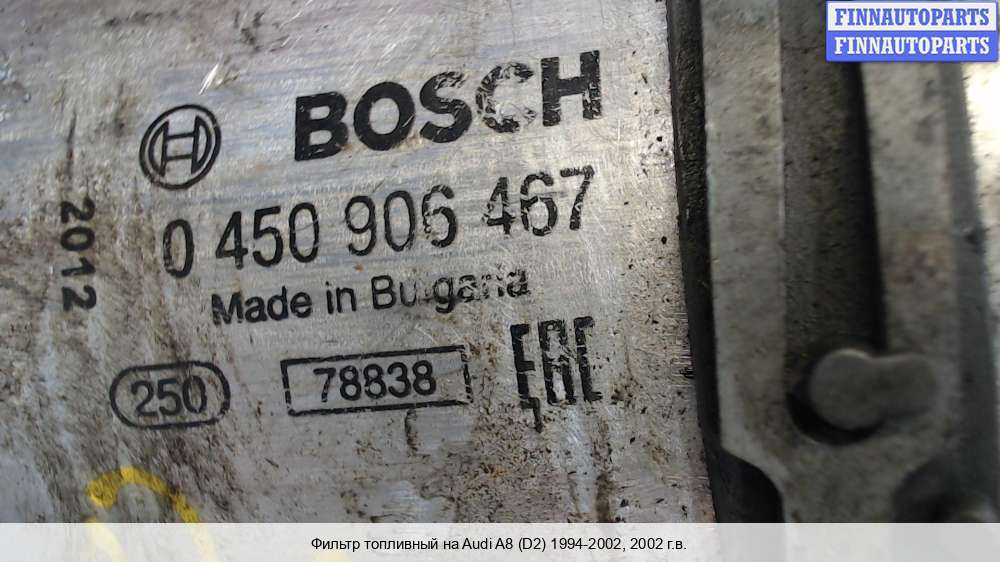 FINNAUTOPARTS
FINNAUTOPARTS
BOSCH
0 450 906 467
2012
Made in Bulgaria
250
78838
EAC
Фильтр топливный на Audi A8 (D2) 1994-2002, 2002 г.в.